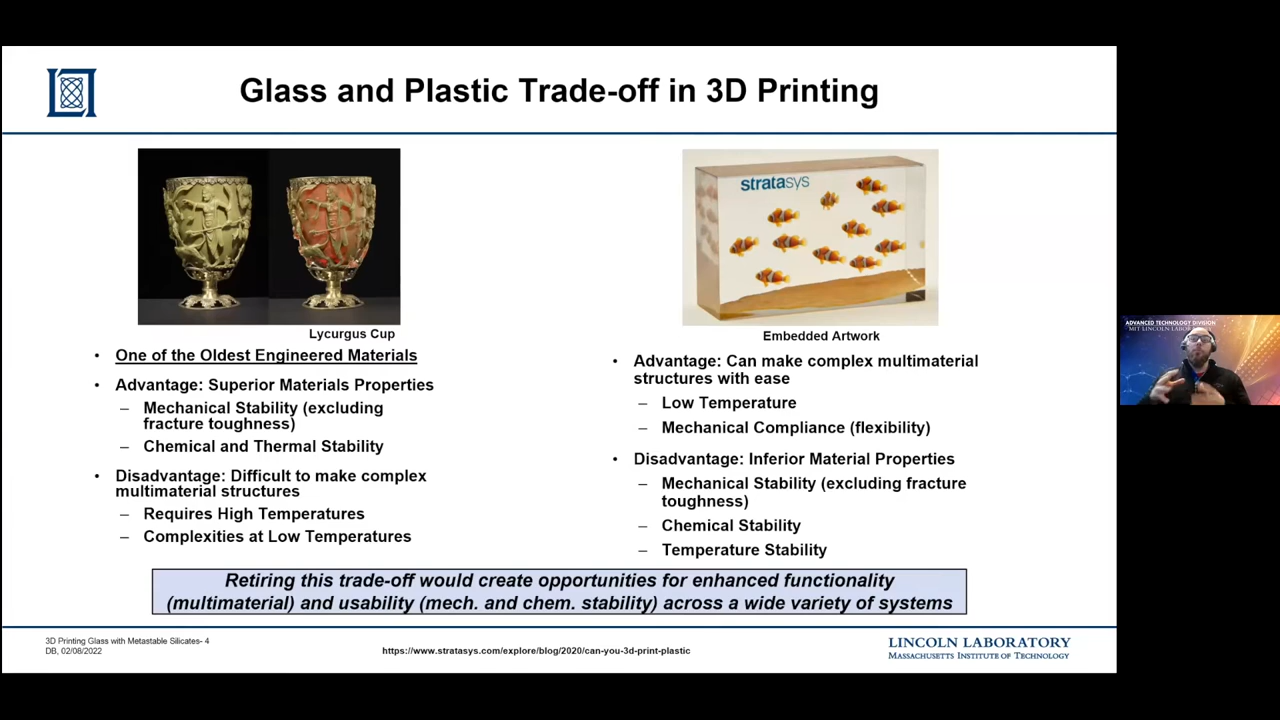 Glass and Plastic Trade-off in 3D Printing
Lycurgus Cup
• One of the Oldest Engineered Materials
• Advantage: Superior Materials Properties
– Mechanical Stability (excluding
fracture toughness)
– Chemical and Thermal Stability
• Disadvantage: Difficult to make complex
multimaterial structures
– Requires High Temperatures
– Complexities at Low Temperatures
stratasys
Embedded Artwork
• Advantage: Can make complex multimaterial
structures with ease
– Low Temperature
– Mechanical Compliance (flexibility)
• Disadvantage: Inferior Material Properties
– Mechanical Stability (excluding fracture
toughness)
– Chemical Stability
– Temperature Stability
Retiring this trade-off would create opportunities for enhanced functionality
(multimaterial) and usability (mech. and chem. stability) across a wide variety of systems
3D Printing Glass with Metastable Silicates- 4
DB, 02/08/2022
https://www.stratasys.com/explore/blog/2020/can-you-3d-print-plastic
LINCOLN LABORATORY
MASSACHUSETTS INSTITUTE OF TECHNOLOGY
ADVANCED TECHNOLOGY DIVISION
MIT LINCOLN